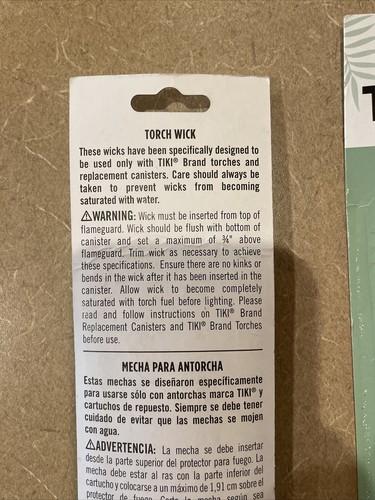 TORCH WICK
These wicks have been specifically designed to
be used only with TIKI® Brand torches and
replacement canisters. Care should always be
taken to prevent wicks from becoming
saturated with water.
⚠WARNING: Wick must be inserted from top of
flameguard. Wick should be flush with bottom of
canister and set a maximum of ¾" above
flameguard. Trim wick as necessary to achieve
these specifications. Ensure there are no kinks or
bends in the wick after it has been inserted in the
canister. Allow wick to become completely
saturated with torch fuel before lighting. Please
read and follow instructions on TIKI® Brand
Replacement Canisters and TIKI® Brand Torches
before use.
MECHA PARA ANTORCHA
Estas mechas se diseñaron específicamente
para usarse sólo con antorchas marca TIKI® y
cartuchos de repuesto. Siempre se debe tener
cuidado de evitar que las mechas se mojen
con agua.
⚠ADVERTENCIA: La mecha se debe insertar
desde la parte superior del protector para fuego. La
mecha debe estar al ras con la parte inferior del
cartucho y colocarse a un máximo de 1,91 cm sobre el
protector de fuego. Corte la mecha según sea
T